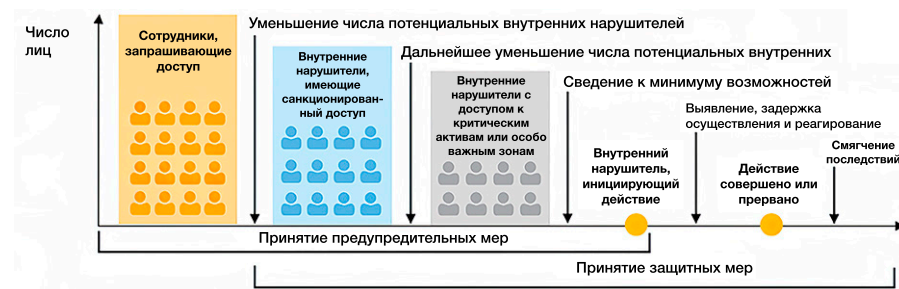 Число
лиц
Сотрудники,
запрашивающие
доступ
Уменьшение числа потенциальных внутренних нарушителей
Внутренние
нарушители,
имеющие
санкционирован-
ный доступ
Дальнейшее уменьшение числа потенциальных внутренних
Внутренние
нарушители с
доступом к
критическим
активам или особо
важным зонам
Сведение к минимуму возможностей
Внутренний
нарушитель,
инициирующий
действие
Выявление, задержка
осуществления и реагирование
Действие
совершено или
прервано
Смягчение
последствий
Принятие предупредительных мер
Принятие защитных мер